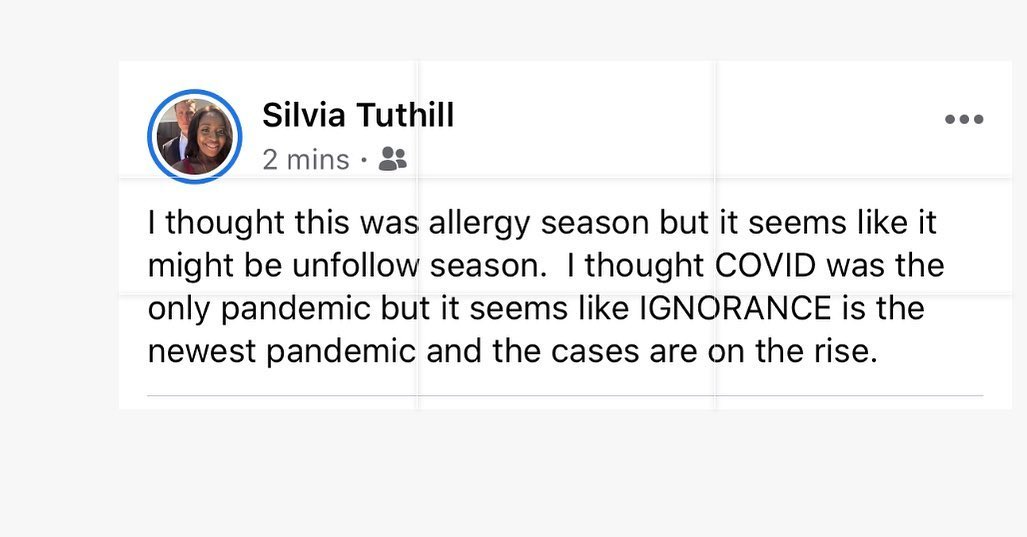 Silvia Tuthill
2 mins ·
I thought this was allergy season but it seems like it
might be unfollow season.  I thought COVID was the
only pandemic but it seems like IGNORANCE is the
newest pandemic and the cases are on the rise.